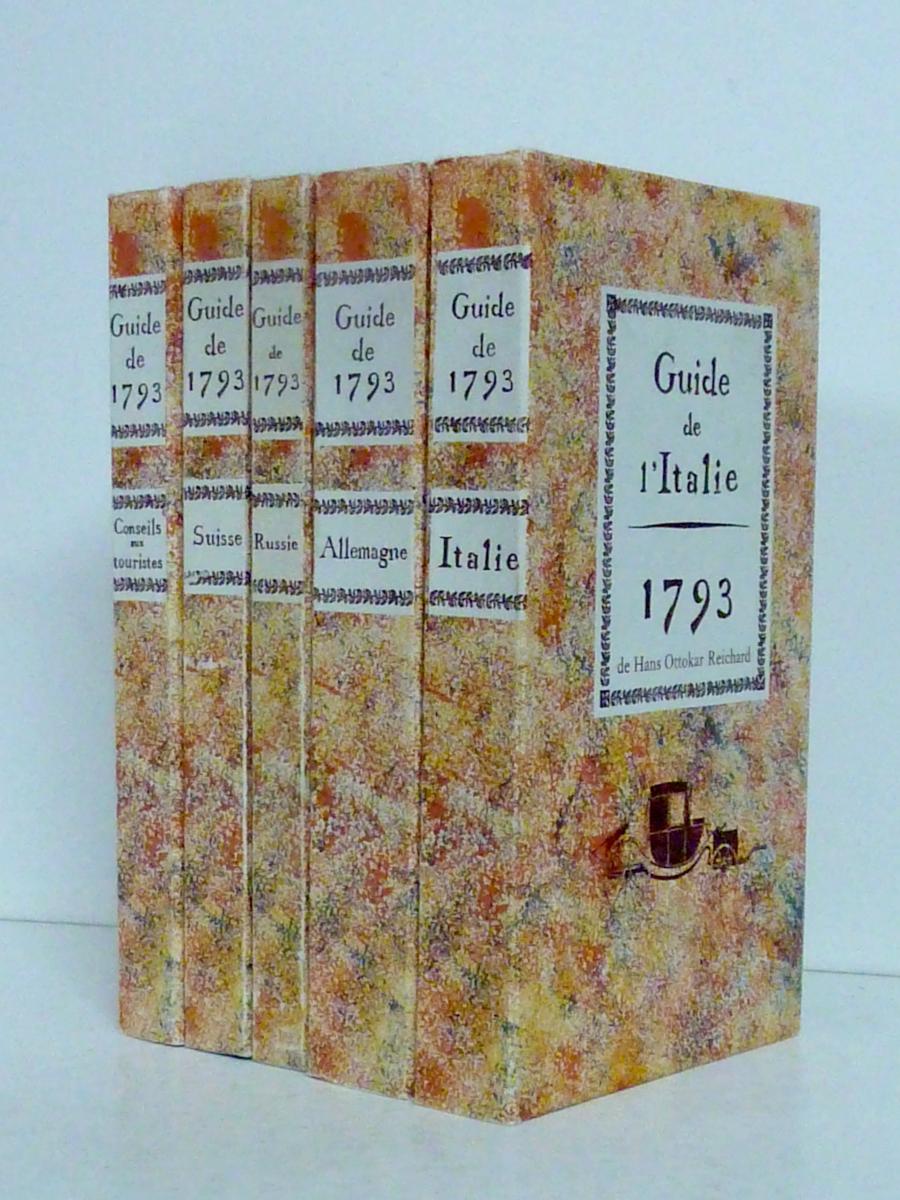 Guide
de
1793
Conseils
aux
touristes
Guide
de
1793
Suisse
Guide
de
1793
Russie
Guide
de
1793
Allemagne
Guide
de
1793
Italie
Guide
de
l'Italie
1793
de Hans Ottokar Reichard